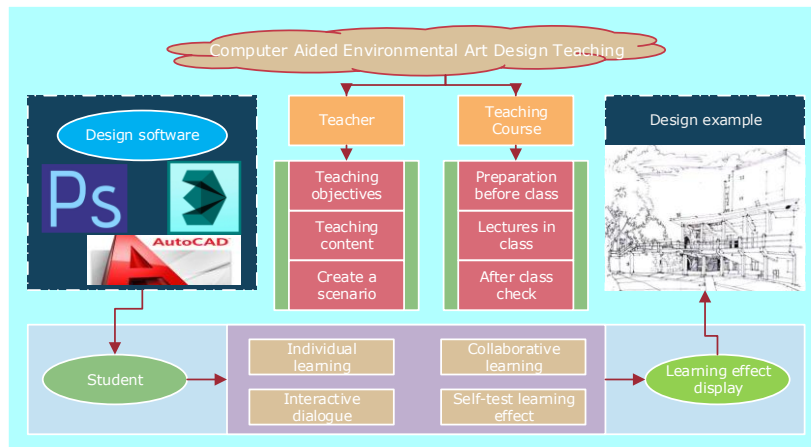 Computer Aided Environmental Art Design Teaching
Design software
Ps
AutoCAD
Teacher
Teaching
objectives
Teaching
content
Create a
scenario
Teaching
Course
Preparation
before class
Lectures in
class
After class
check
Design example
Student
Individual
learning
Collaborative
learning
Interactive
dialogue
Self-test learning
effect
Learning effect
display